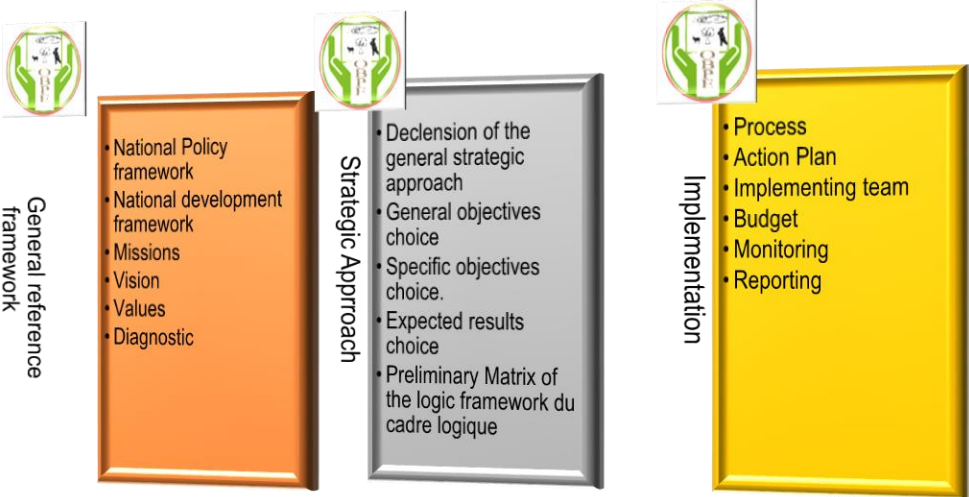 General reference
framework
• National Policy
framework
• National development
framework
• Missions
• Vision
• Values
• Diagnostic
Strategic Apprroach
• Declension of the
general strategic
approach
• General objectives
choice
• Specific objectives
choice.
• Expected results
choice
• Preliminary Matrix of
the logic framework du
cadre logique
Implementation
• Process
• Action Plan
• Implementing team
• Budget
• Monitoring
• Reporting